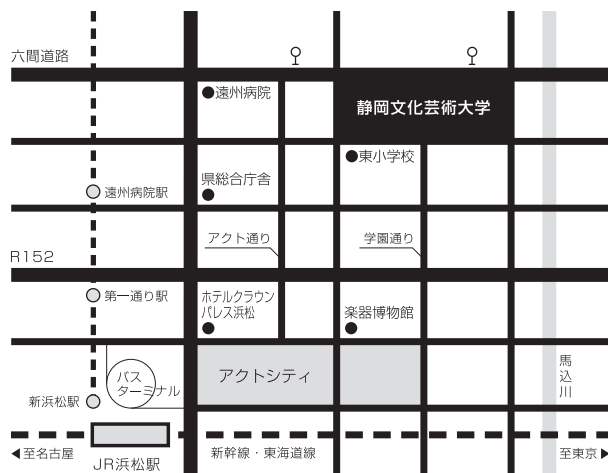 六間道路
遠州病院
静岡文化芸術大学
東小学校
県総合庁舎
遠州病院駅
アクト通り
学園通り
R152
第一通り駅
ホテルクラウン
パレス浜松
楽器博物館
アクトシティ
バス
ターミナル
馬込川
新浜松駅
至名古屋
新幹線・東海道線
至東京
JR浜松駅